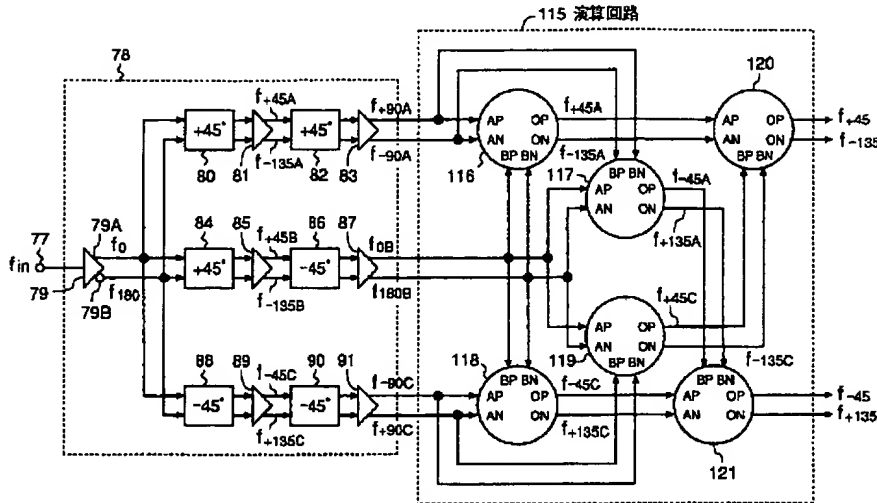 115 演算回路
78
120
+45°
80
f+45A
81
f-135A
+45°
82
f+90A
f-90A
83
AP
AN
OP
ON
BP BN
116
f+45A
f-135A
AP
AN
OP
ON
BP BN
f+45
f-135
117
BP BN
AP
AN
OP
ON
f-45A
f+135A
fin
77
79A
f0
79
79B
f180
84
+45°
85
f+45B
f-135B
86
-45°
87
f0B
f180B
88
-45°
89
f-45C
f+135C
90
-45°
91
f-90C
f+90C
118
BP BN
AP
AN
OP
ON
f-45C
f+135C
AP
AN
OP
ON
BP BN
119
f+45C
f-135C
BP BN
AP
AN
OP
ON
121
f-45
f+135